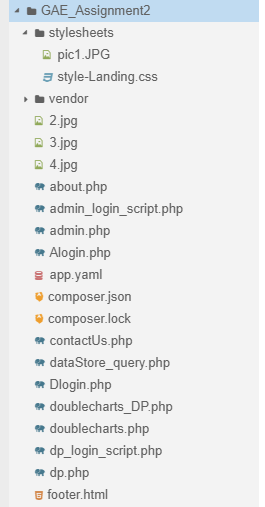 GAE_Assignment2
stylesheets
pic1.JPG
style-Landing.css
vendor
2.jpg
3.jpg
4.jpg
about.php
admin_login_script.php
admin.php
Alogin.php
app.yaml
composer.json
composer.lock
contactUs.php
dataStore_query.php
Dlogin.php
doublecharts_DP.php
doublecharts.php
dp_login_script.php
dp.php
footer.html